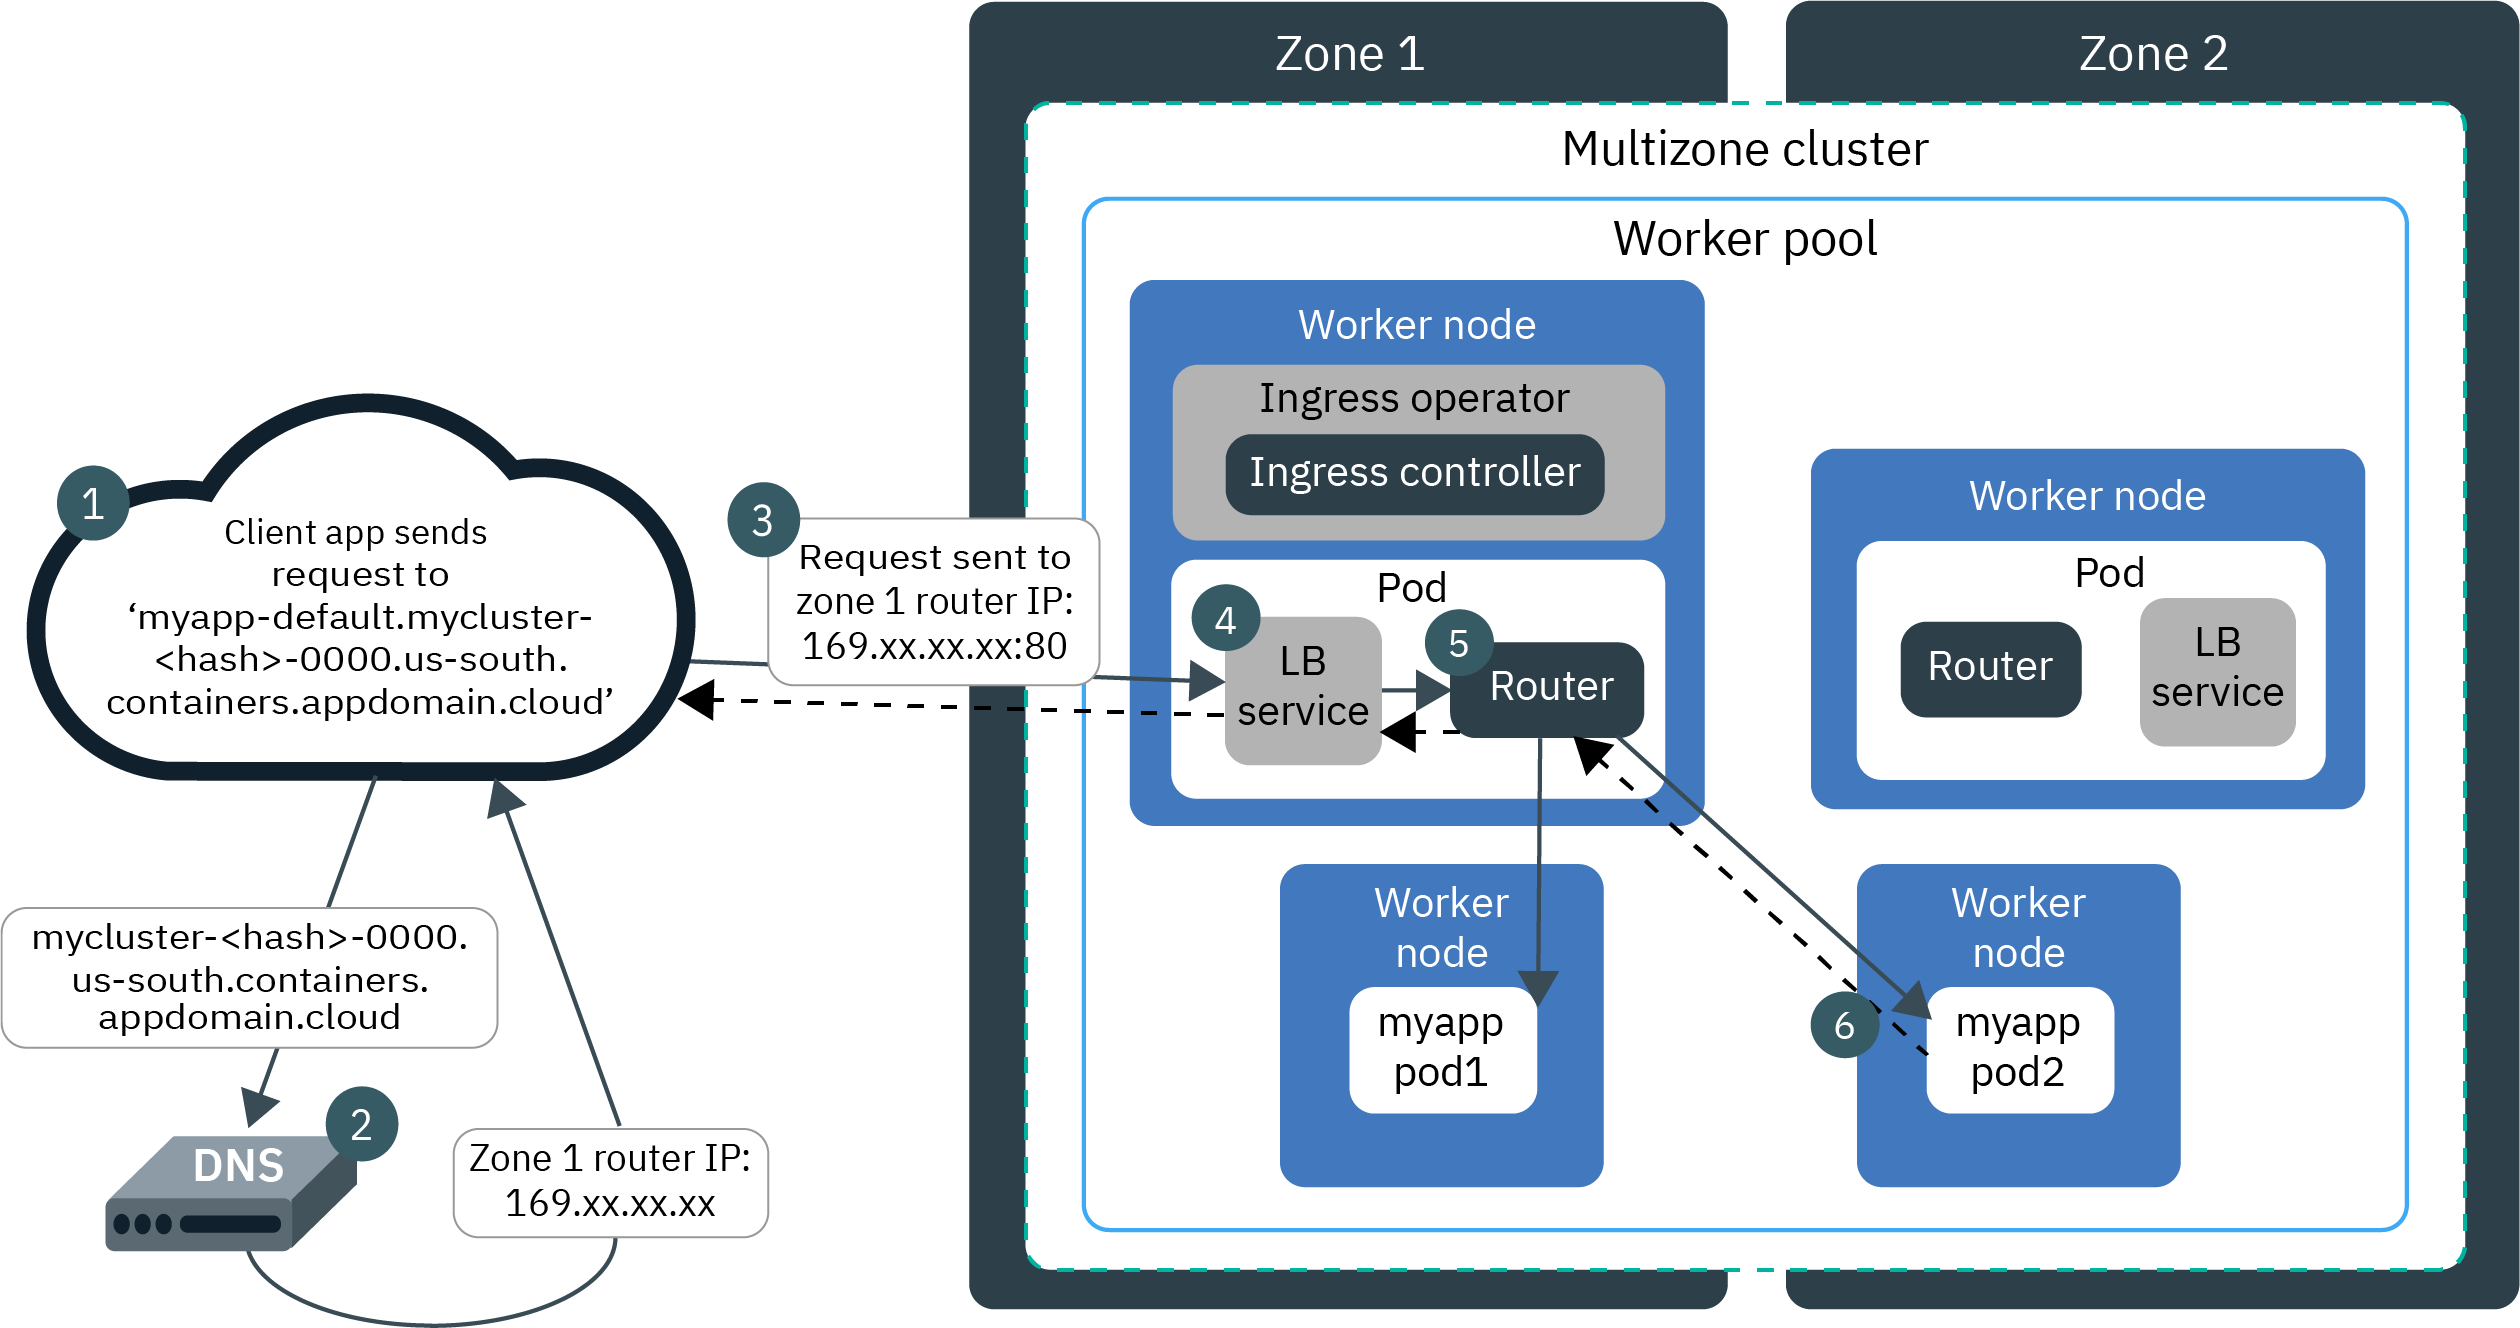 Zone 1
Zone 2
Multizone cluster
Worker pool
Worker node
Ingress operator
Ingress controller
Pod
4
LB
service
5
Router
Worker node
Pod
Router
LB
service
1
Client app sends
request to
‘myapp-default.mycluster-
<hash>-0000.us-south.
containers.appdomain.cloud’
3
Request sent to
zone 1 router IP:
169.xx.xx.xx:80
Worker
node
myapp
pod1
Worker
node
6
myapp
pod2
mycluster-<hash>-0000.
us-south.containers.
appdomain.cloud
2
DNS
Zone 1 router IP:
169.xx.xx.xx